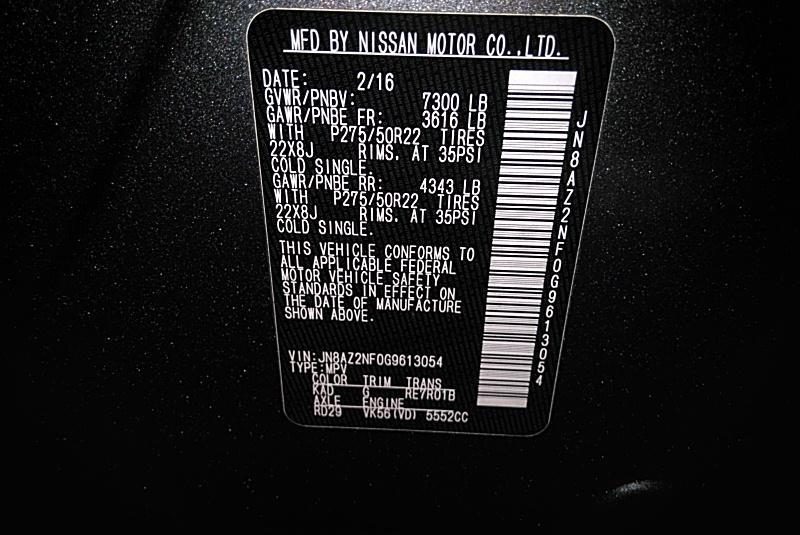 MFD BY NISSAN MOTOR CO.,LTD.
DATE: 2/16
GVWR/PNBV: 7300 LB
GAWR/PNBE FR: 3616 LB
WITH P275/50R22 TIRES
22X8J RIMS. AT 35PSI
COLD SINGLE.
GAWR/PNBE RR: 4343 LB
WITH P275/50R22 TIRES
22X8J RIMS. AT 35PSI
COLD SINGLE.
THIS VEHICLE CONFORMS TO
ALL APPLICABLE FEDERAL
MOTOR VEHICLE SAFETY
STANDARDS IN EFFECT ON
THE DATE OF MANUFACTURE
SHOWN ABOVE.
VIN:JN8AZ2NF0G9613054
TYPE:MPV
COLOR TRIM TRANS
KAD G RE7R01B
AXLE ENGINE
RD29 VK56(VD) 5552CC
JN8AZ2NF0G9613054